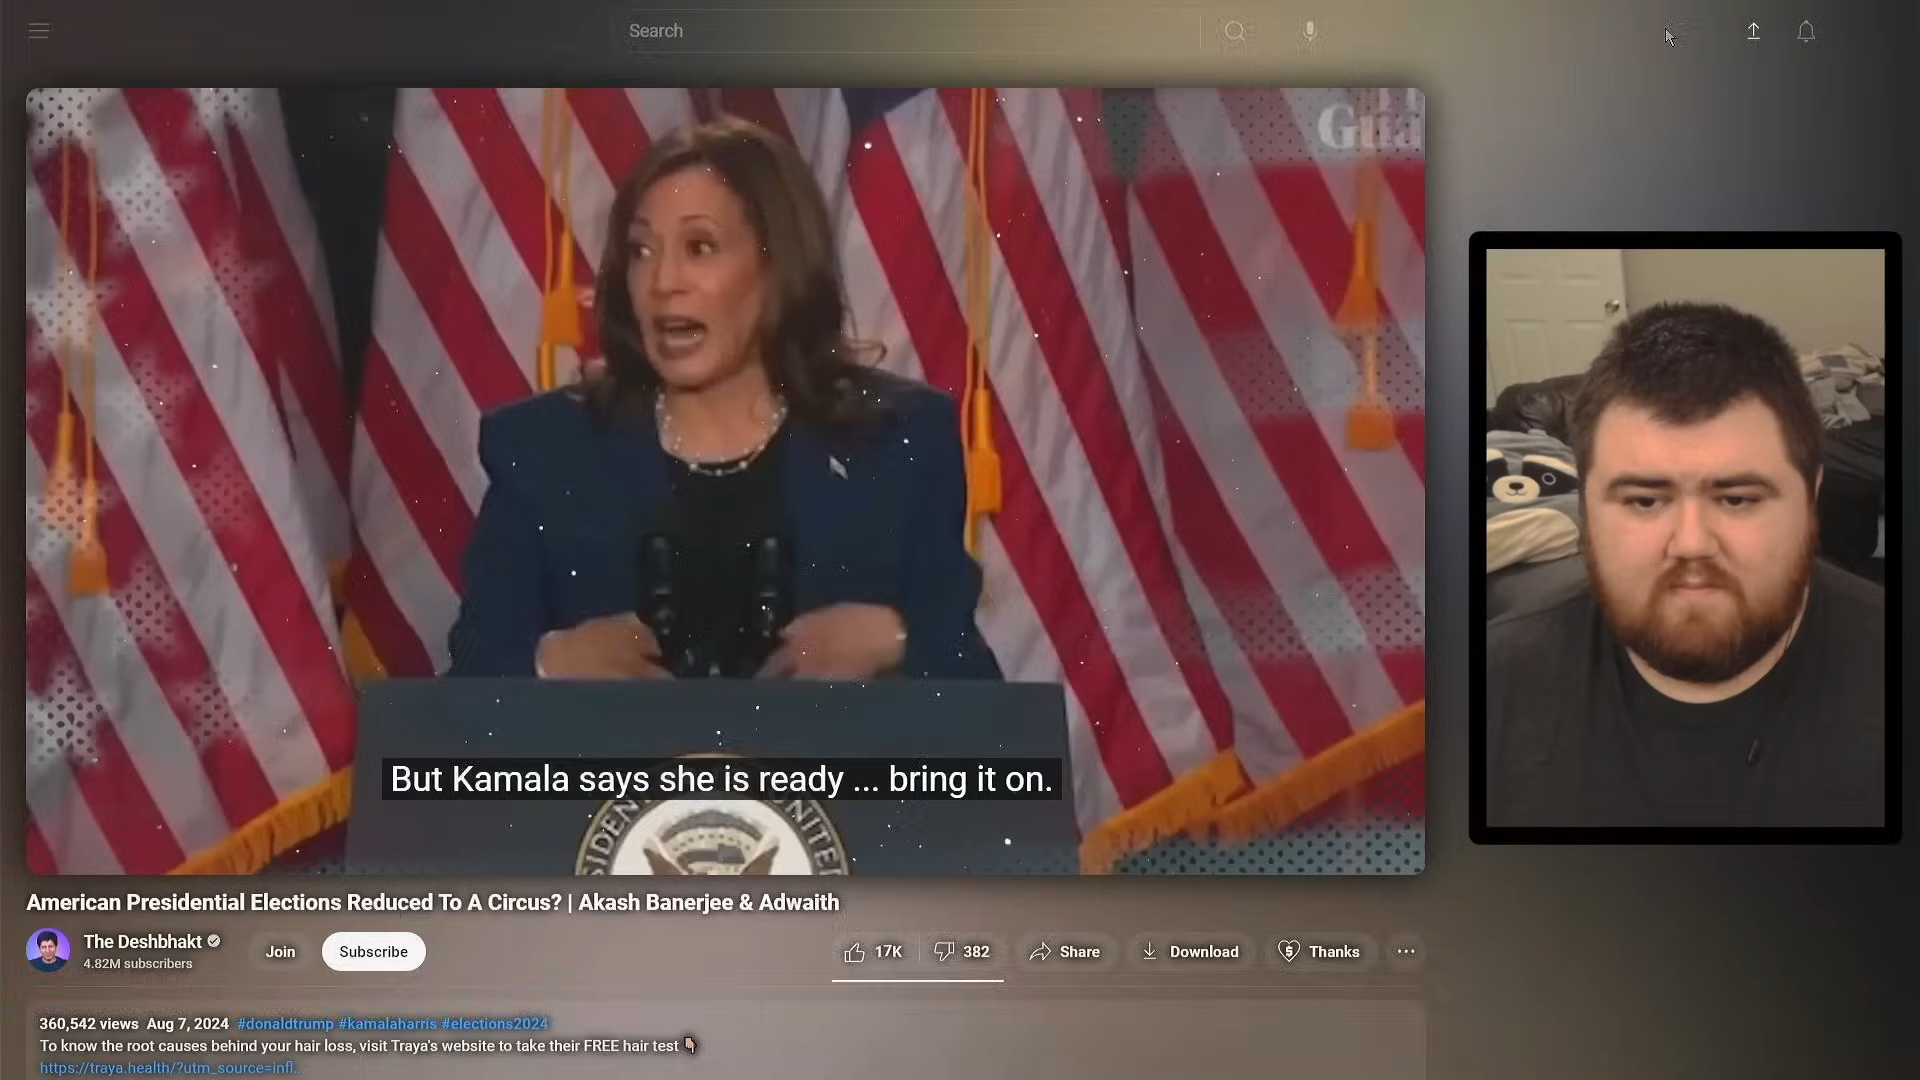 Search
Gu
But Kamala says she is ready ... bring it on.
SIDEN
UNITE
American Presidential Elections Reduced To A Circus? | Akash Banerjee & Adwaith
The Deshbhakt
4.82M subscribers
Join
Subscribe
17K
382
Share
Download
Thanks
360,542 views Aug 7, 2024 #donaldtrump #kamalaharris #elections2024
To know the root causes behind your hair loss, visit Traya's website to take their FREE hair test
https://traya.health/?utm_source=infl...